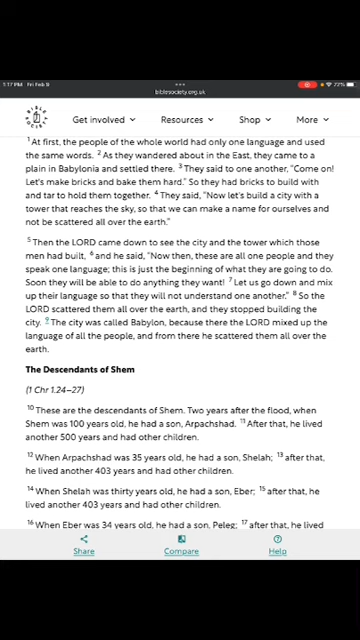 1:17 PM Fri Feb 9
72%
biblesociety.org.uk
BIBLE SOCIETY
Get involved Resources Shop More
1 At first, the people of the whole world had only one language and used
the same words. 2 As they wandered about in the East, they came to a
plain in Babylonia and settled there. 3 They said to one another, “Come on!
Let's make bricks and bake them hard.” So they had bricks to build with
and tar to hold them together. 4 They said, “Now let's build a city with a
tower that reaches the sky, so that we can make a name for ourselves and
not be scattered all over the earth.”
5 Then the LORD came down to see the city and the tower which those
men had built, 6 and he said, “Now then, these are all one people and they
speak one language; this is just the beginning of what they are going to do.
Soon they will be able to do anything they want! 7 Let us go down and mix
up their language so that they will not understand one another.” 8 So the
LORD scattered them all over the earth, and they stopped building the
city. 9 The city was called Babylon, because there the LORD mixed up the
language of all the people, and from there he scattered them all over the
earth.
The Descendants of Shem
(1 Chr 1.24–27)
10 These are the descendants of Shem. Two years after the flood, when
Shem was 100 years old, he had a son, Arpachshad. 11 After that, he lived
another 500 years and had other children.
12 When Arpachshad was 35 years old, he had a son, Shelah; 13 after that,
he lived another 403 years and had other children.
14 When Shelah was thirty years old, he had a son, Eber; 15 after that, he
lived another 403 years and had other children.
16 When Eber was 34 years old, he had a son, Peleg; 17 after that, he lived
Share Compare Help